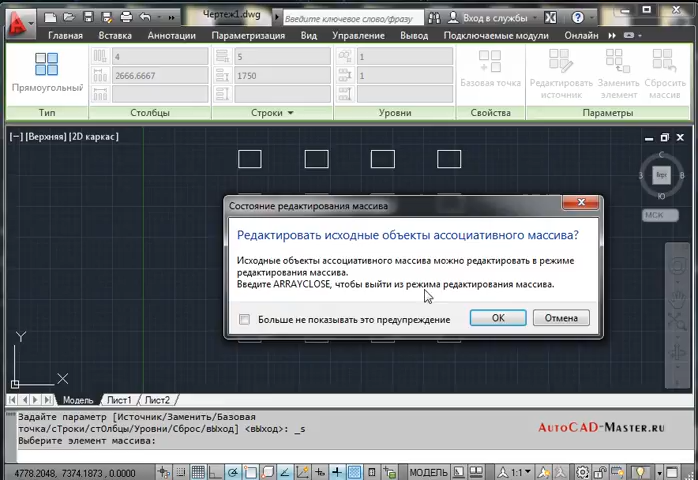 Чертеж1.dwg
Введите ключевое слово/фразу
Вход в службы
Главная Вставка Аннотации Параметризация Вид Управление Вывод Подключаемые модули Онлайн
Прямоугольный
4
2666.6667
5
1750
1
1
Базовая точка
Редактировать источник
Заменить элемент
Сбросить массив
Тип Столбцы Строки Уровни Свойства Параметры
[−] [Верхняя] [2D каркас]
С
З
В
Ю
МСК
Состояние редактирования массива
Редактировать исходные объекты ассоциативного массива?
Исходные объекты ассоциативного массива можно редактировать в режиме
редактирования массива.
Введите ARRAYCLOSE, чтобы выйти из режима редактирования массива.
Больше не показывать это предупреждение
OK
Отмена
Y
X
Модель Лист1 Лист2
Задайте параметр [Источник/Заменить/Базовая
точка/сТроки/стОлбцы/Уровни/Сброс/вЫход] <вЫход>: _s
Выберите элемент массива:
AutoCAD-Master.ru
4778.2048, 7374.1873, 0.0000
МОДЕЛЬ
1:1